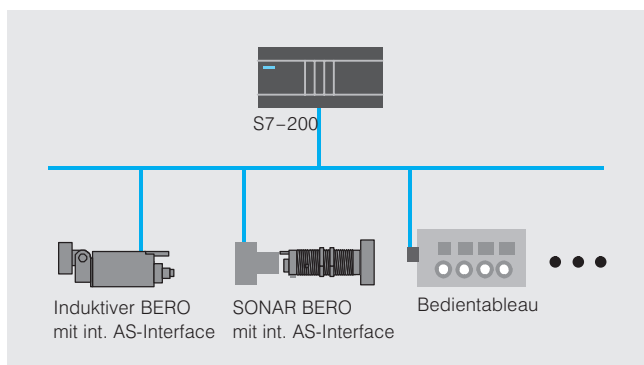 S7–200
Induktiver BERO
mit int. AS-Interface
SONAR BERO
mit int. AS-Interface
Bedientableau